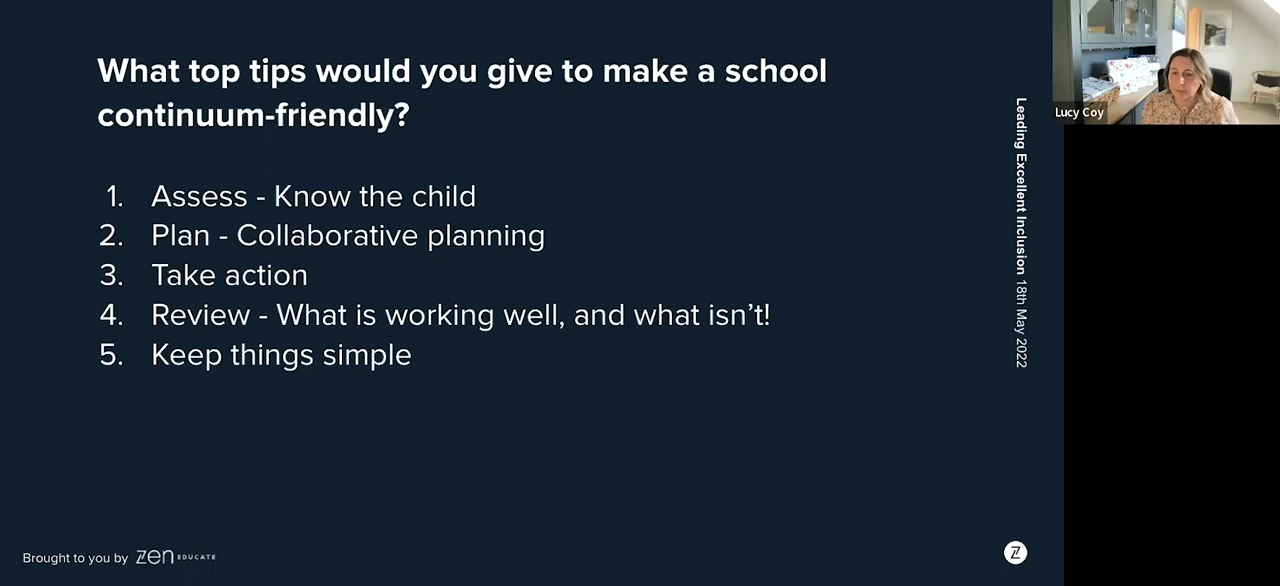 What top tips would you give to make a school
continuum-friendly?
1. Assess - Know the child
2. Plan - Collaborative planning
3. Take action
4. Review - What is working well, and what isn’t!
5. Keep things simple
Leading Excellent Inclusion 18th May 2022
Lucy Coy
Brought to you by zen EDUCATE
Z